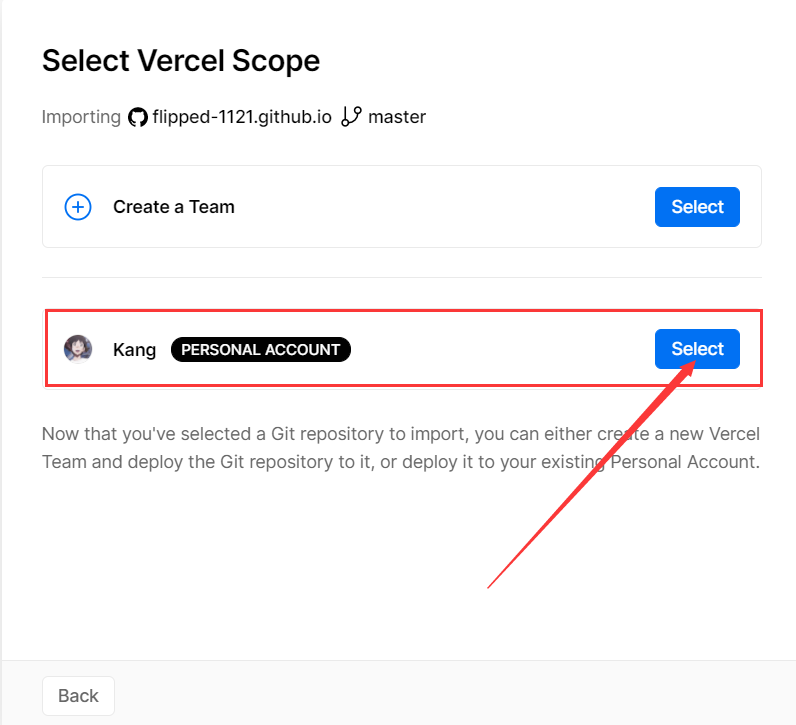 Select Vercel Scope
Importing flipped-1121.github.io master
Create a Team Select
Kang PERSONAL ACCOUNT Select
Now that you've selected a Git repository to import, you can either create a new Vercel
Team and deploy the Git repository to it, or deploy it to your existing Personal Account.
Back